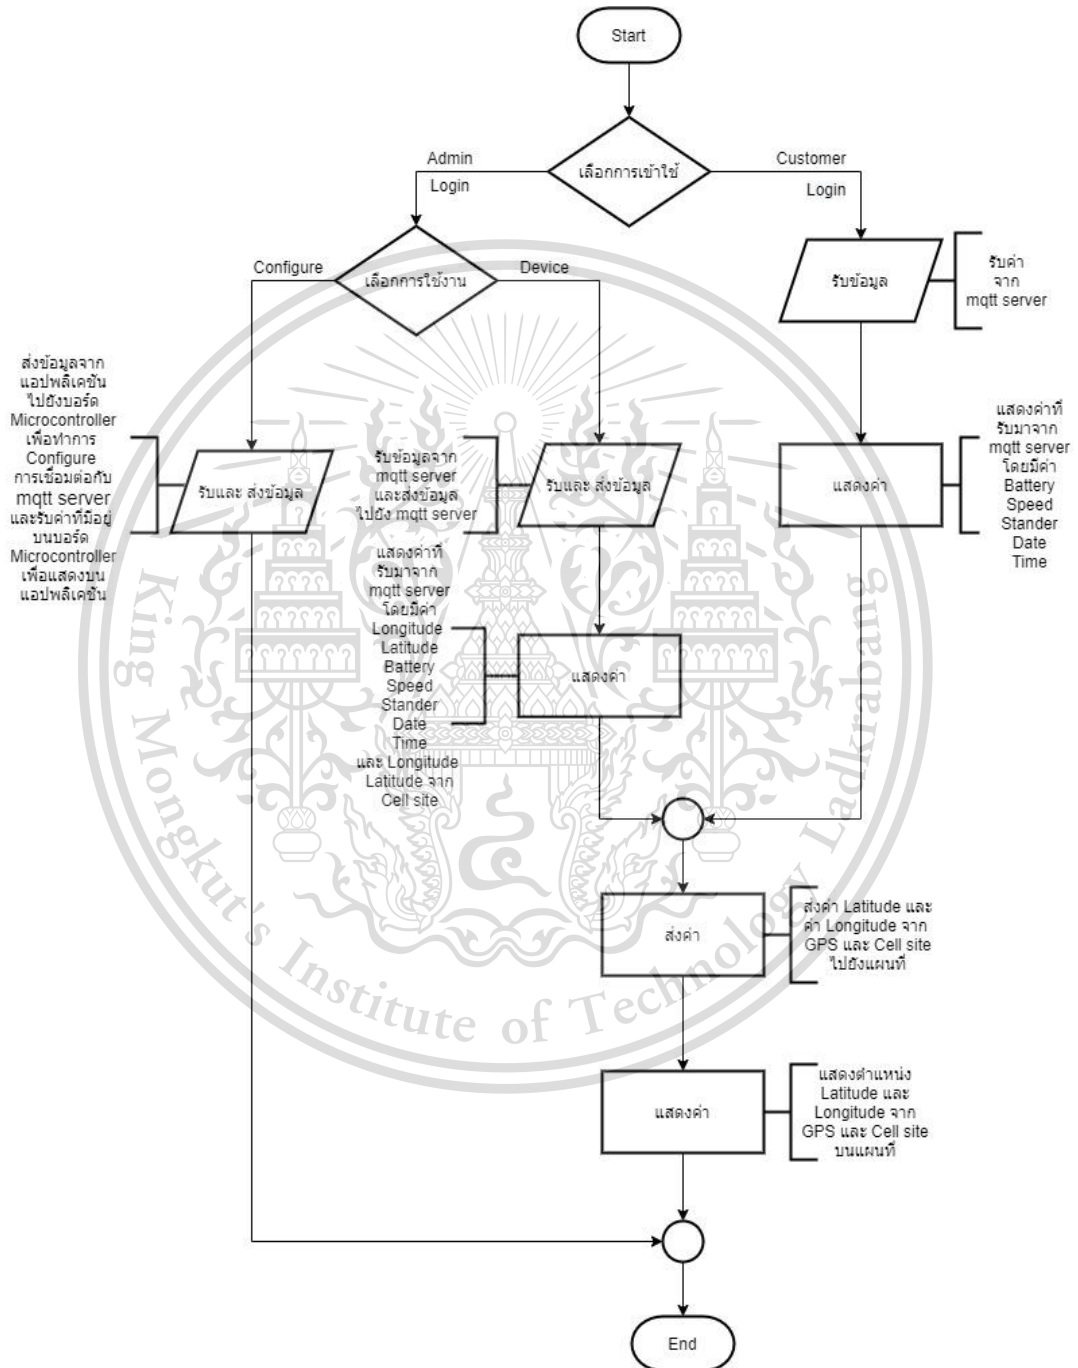 Start
เลือกการเข้าใช้
Admin
Login
Customer
Login
เลือกการใช้งาน
Configure
Device
รับข้อมูล
รับค่า
จาก
mqtt server
ส่งข้อมูลจาก
แอปพลิเคชัน
ไปยังบอร์ด
Microcontroller
เพื่อทำการ
Configure
การเชื่อมต่อกับ
mqtt server
และรับค่าที่มีอยู่
บนบอร์ด
Microcontroller
เพื่อแสดงบน
แอปพลิเคชัน
รับและ ส่งข้อมูล
รับข้อมูลจาก
mqtt server
และส่งข้อมูล
ไปยัง mqtt server
รับและ ส่งข้อมูล
แสดงค่า
แสดงค่าที่
รับมาจาก
mqtt server
โดยมีค่า
Battery
Speed
Stander
Date
Time
แสดงค่าที่
รับมาจาก
mqtt server
โดยมีค่า
Longitude
Latitude
Battery
Speed
Stander
Date
Time
และ Longitude
Latitude จาก
Cell site
แสดงค่า
ส่งค่า
ส่งค่า Latitude และ
ค่า Longitude จาก
GPS และ Cell site
ไปยังแผนที่
แสดงค่า
แสดงตำแหน่ง
Latitude และ
Longitude จาก
GPS และ Cell site
บนแผนที่
End
King Mongkut's Institute of Technology Ladkrabang